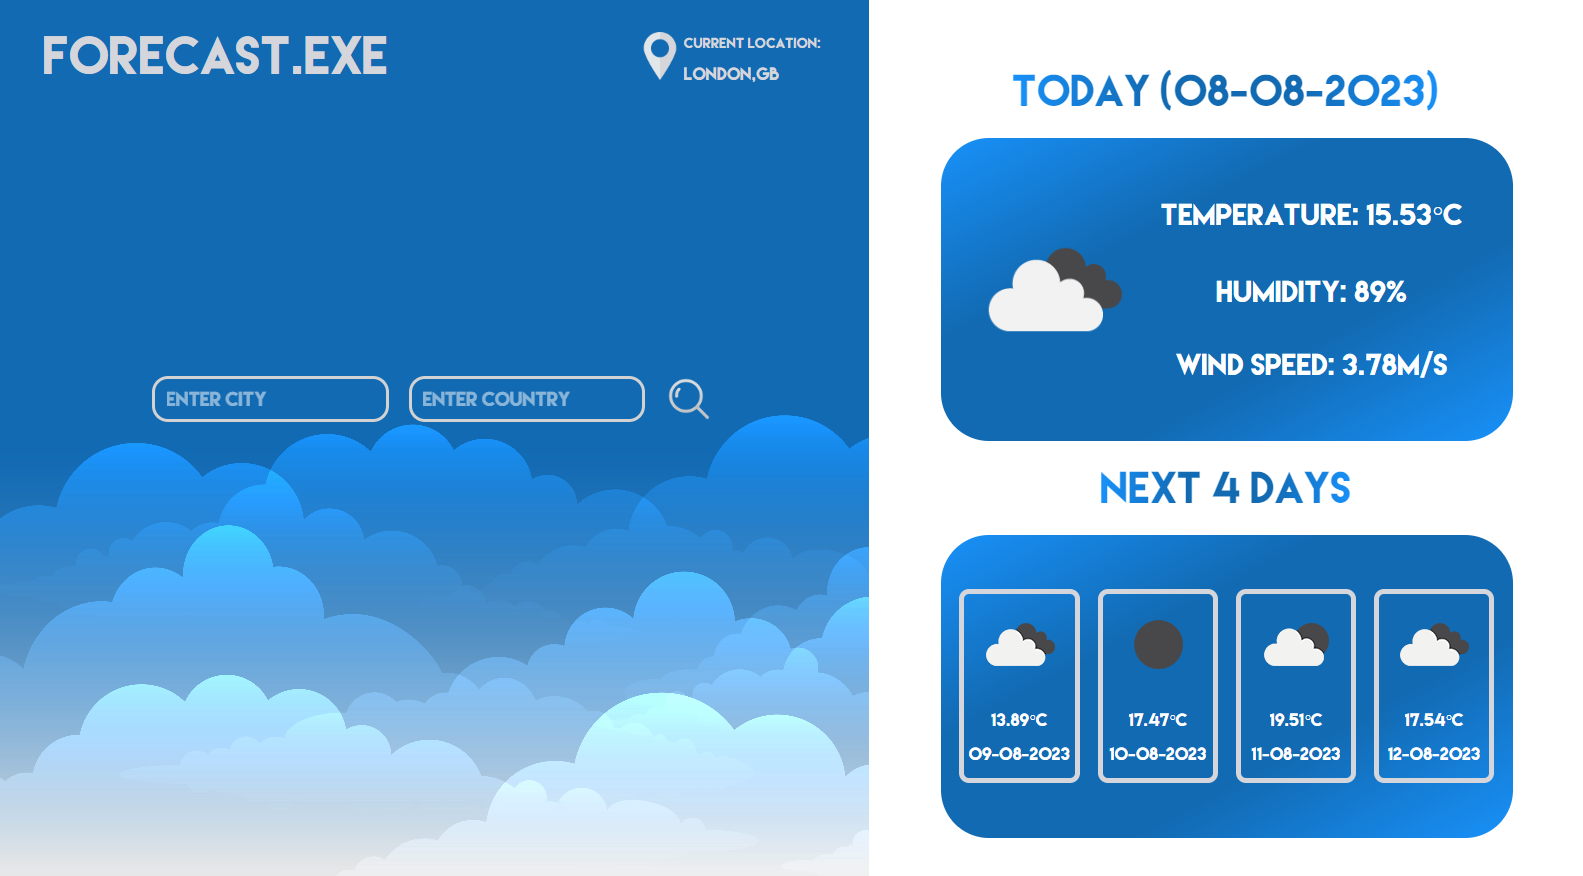 FORECAST.EXE
CURRENT LOCATION:
LONDON,GB
ENTER CITY
ENTER COUNTRY
TODAY (08-08-2023)
TEMPERATURE: 15.53°C
HUMIDITY: 89%
WIND SPEED: 3.78M/S
NEXT 4 DAYS
13.89°C
09-08-2023
17.47°C
10-08-2023
19.51°C
11-08-2023
17.54°C
12-08-2023